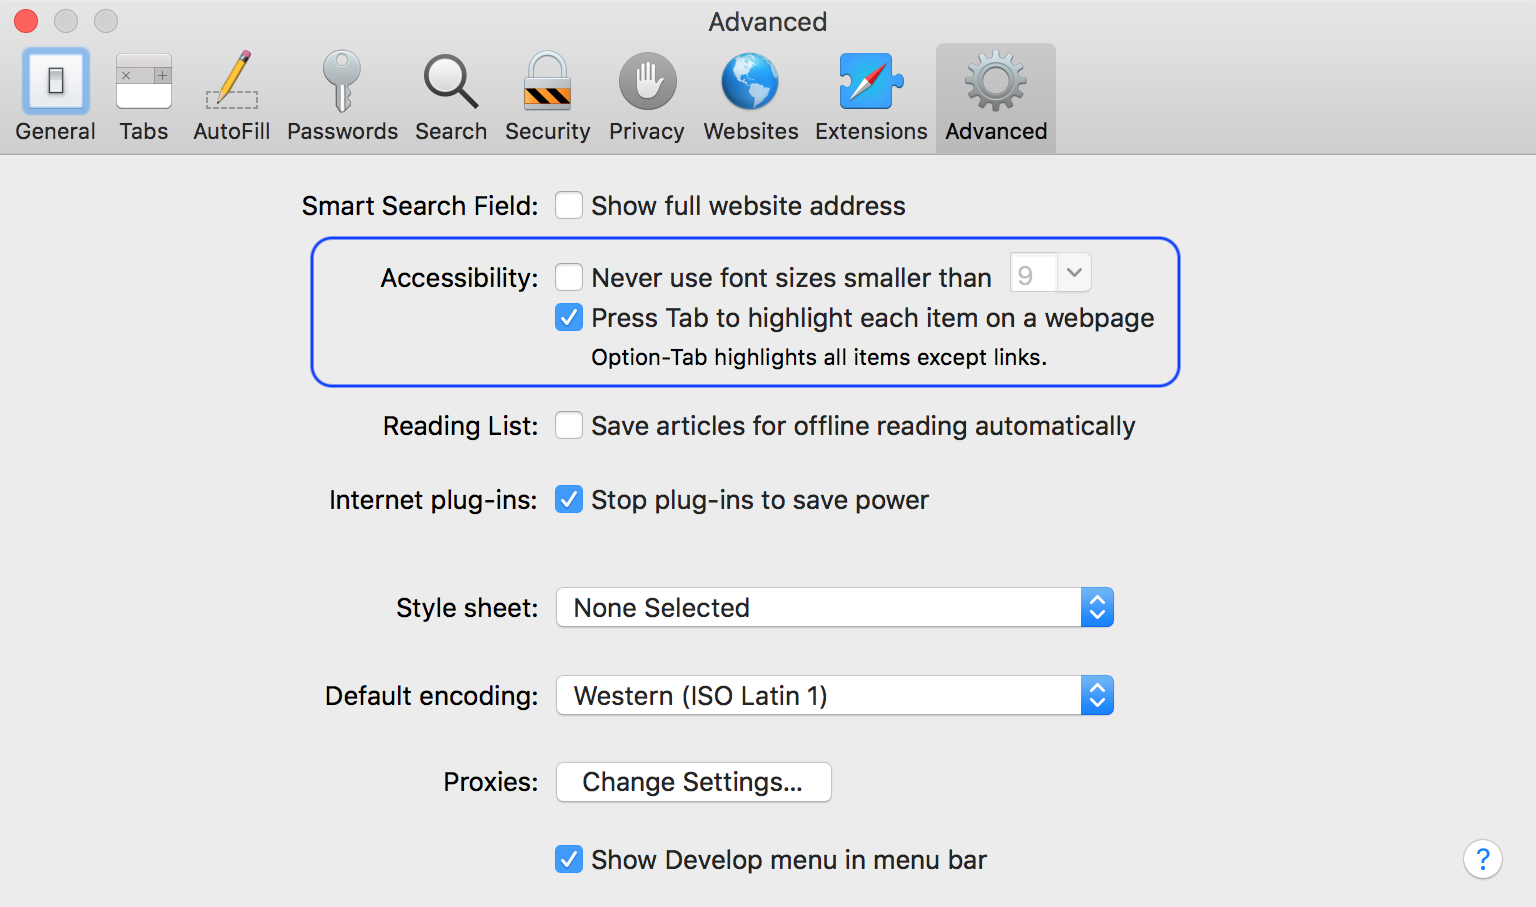 Advanced
General Tabs AutoFill Passwords Search Security Privacy Websites Extensions Advanced
Smart Search Field: Show full website address
Accessibility: Never use font sizes smaller than 9
Press Tab to highlight each item on a webpage
Option-Tab highlights all items except links.
Reading List: Save articles for offline reading automatically
Internet plug-ins: Stop plug-ins to save power
Style sheet: None Selected
Default encoding: Western (ISO Latin 1)
Proxies: Change Settings...
Show Develop menu in menu bar
?